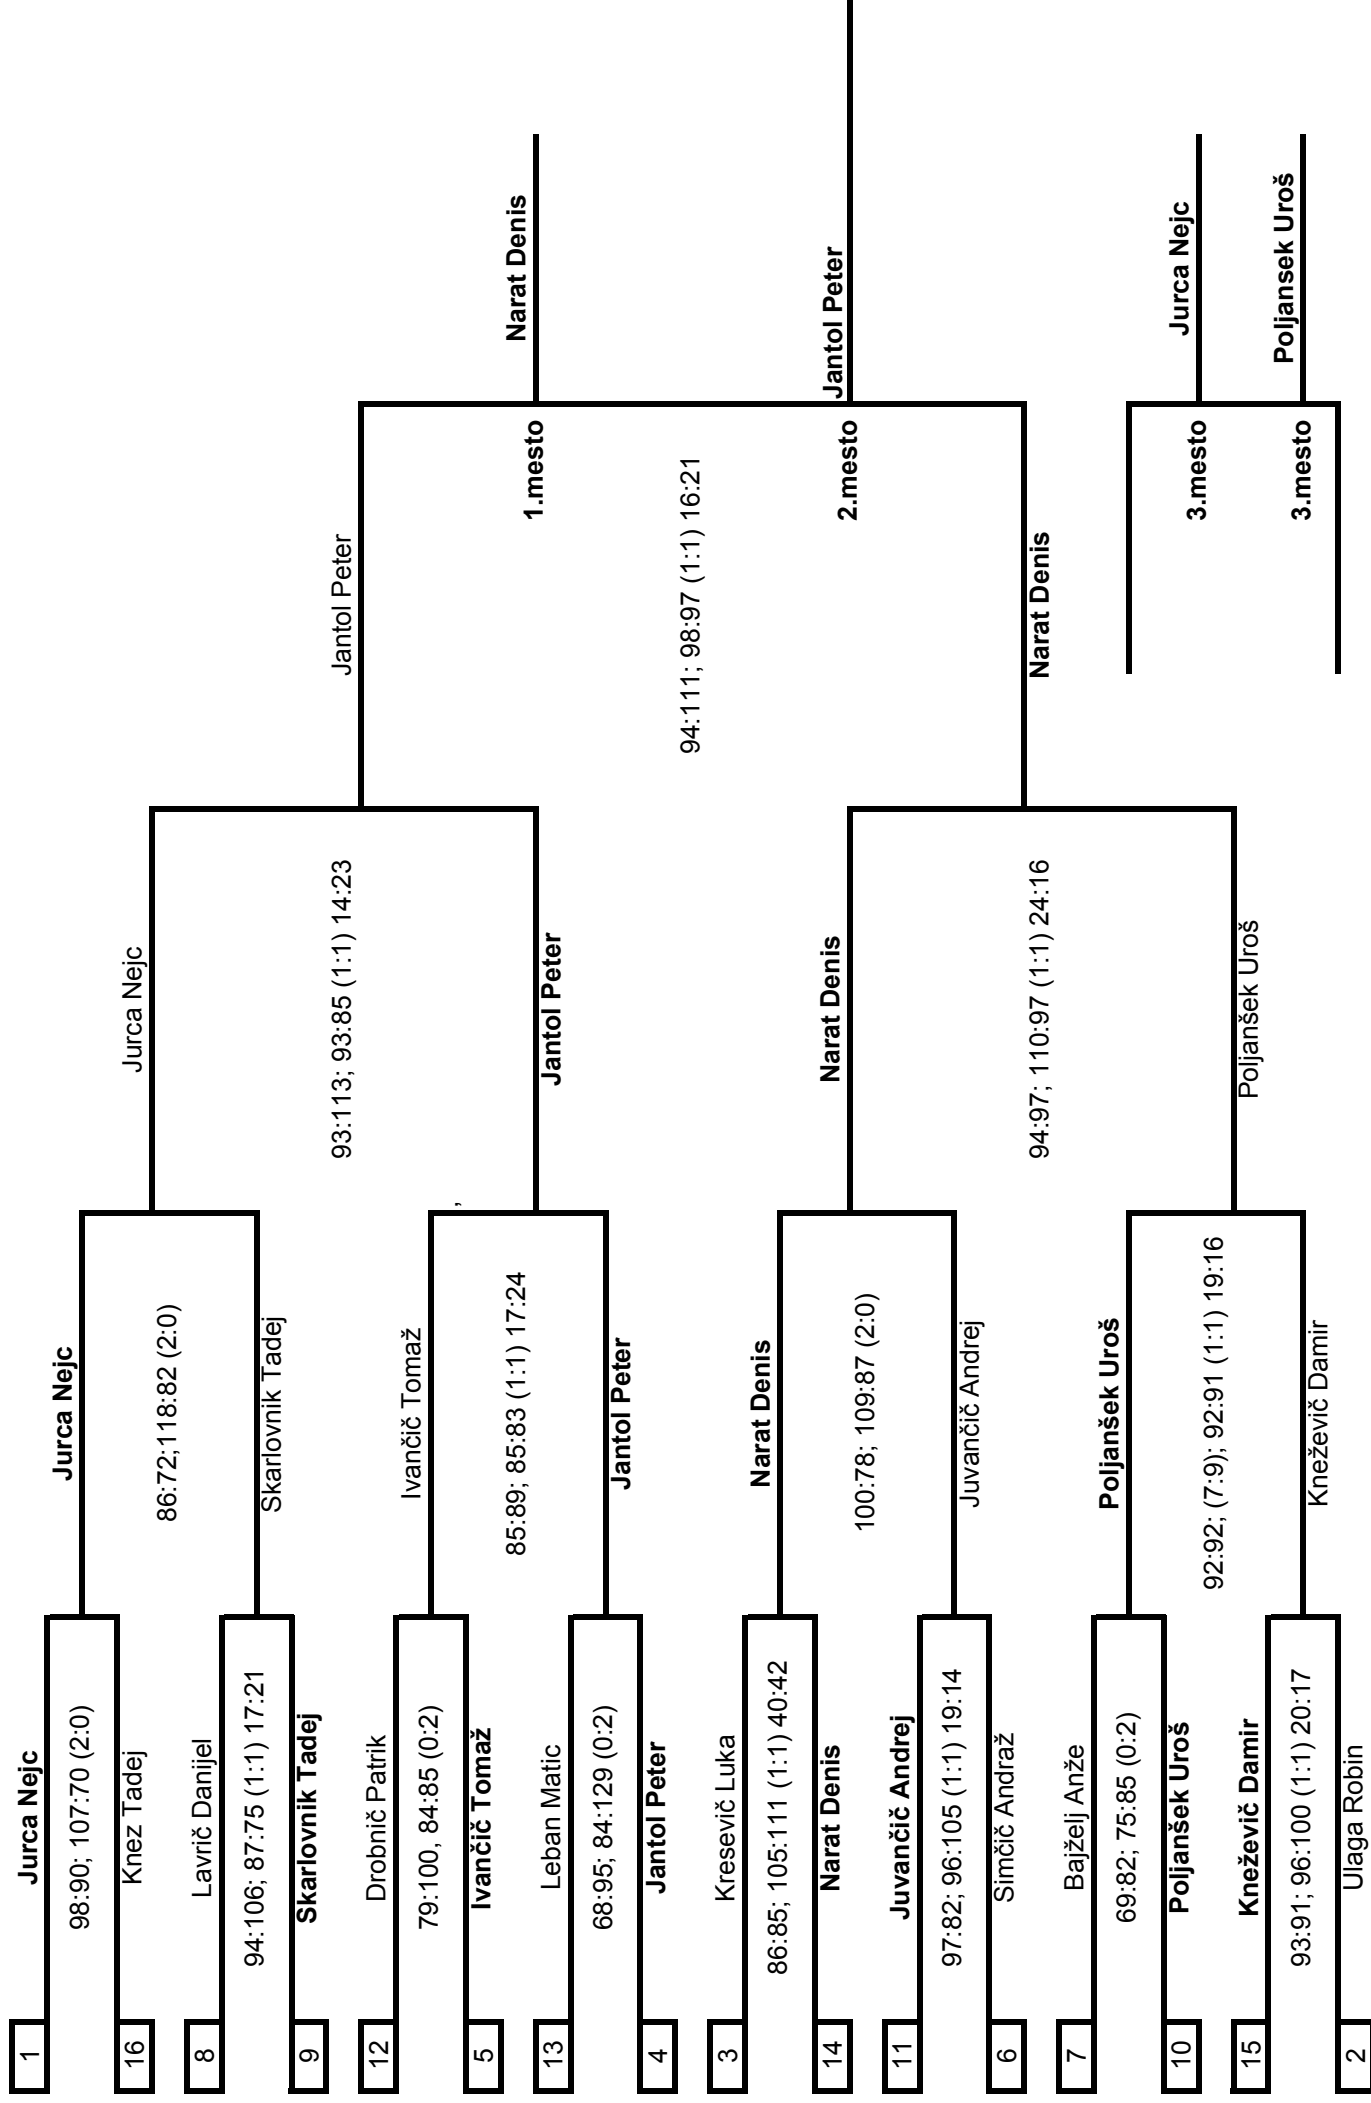 1
Jurca Nejc
98:90; 107:70 (2:0)
Knez Tadej
16
8
Lavrič Danijel
94:106; 87:75 (1:1) 17:21
Skarlovnik Tadej
9
12
Drobnič Patrik
79:100, 84:85 (0:2)
Ivančič Tomaž
5
13
Leban Matic
68:95; 84:129 (0:2)
Jantol Peter
4
3
Kresevič Luka
86:85; 105:111 (1:1) 40:42
Narat Denis
14
11
Juvančič Andrej
97:82; 96:105 (1:1) 19:14
Simčič Andraž
6
7
Bajželj Anže
69:82; 75:85 (0:2)
Poljanšek Uroš
10
15
Kneževič Damir
93:91; 96:100 (1:1) 20:17
Ulaga Robin
2
Jurca Nejc
86:72;118:82 (2:0)
Skarlovnik Tadej
Ivančič Tomaž
85:89; 85:83 (1:1) 17:24
Jantol Peter
Narat Denis
100:78; 109:87 (2:0)
Juvančič Andrej
Poljanšek Uroš
92:92; (7:9); 92:91 (1:1) 19:16
Kneževič Damir
Jurca Nejc
93:113; 93:85 (1:1) 14:23
,
Jantol Peter
Narat Denis
94:97; 110:97 (1:1) 24:16
Poljanšek Uroš
Jantol Peter
94:111; 98:97 (1:1) 16:21
Narat Denis
1.mesto
Narat Denis
2.mesto
Jantol Peter
3.mesto
Jurca Nejc
3.mesto
Poljansek Uroš